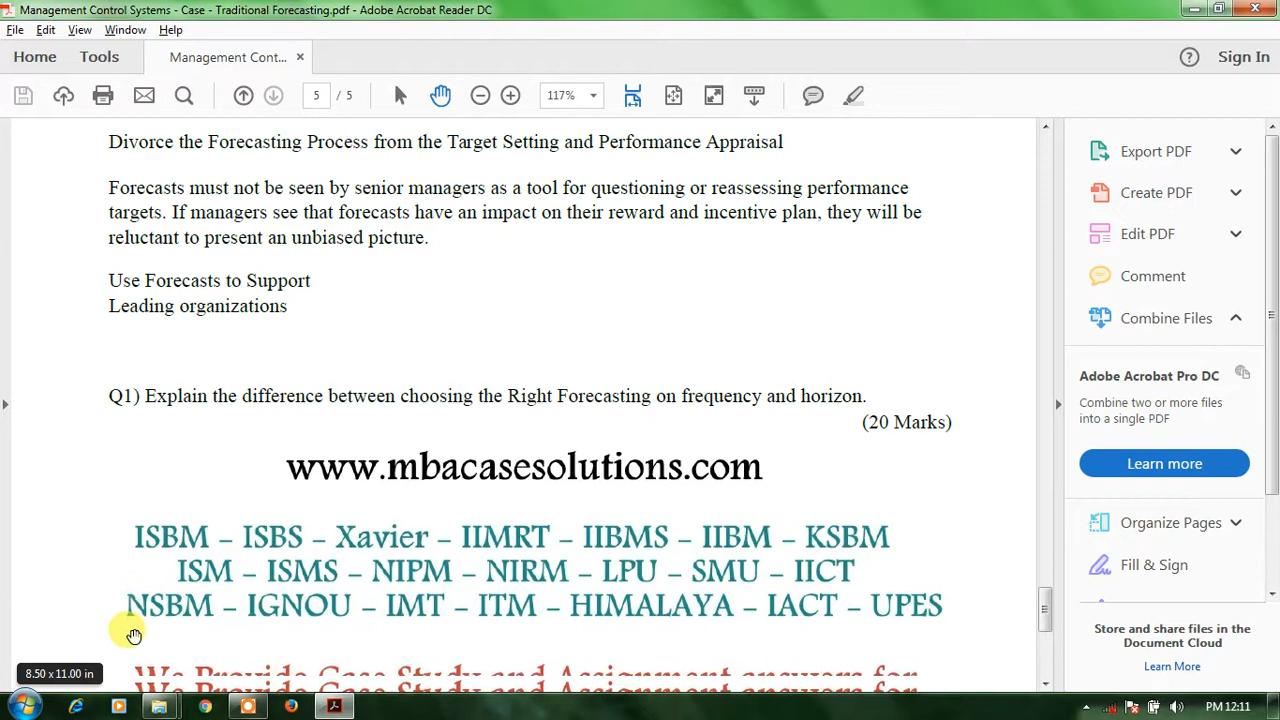 Management Control Systems - Case - Traditional Forecasting.pdf - Adobe Acrobat Reader DC
File Edit View Window Help
Home Tools Management Cont... × ? Sign In
5 / 5 117%
Divorce the Forecasting Process from the Target Setting and Performance Appraisal
Forecasts must not be seen by senior managers as a tool for questioning or reassessing performance
targets. If managers see that forecasts have an impact on their reward and incentive plan, they will be
reluctant to present an unbiased picture.
Use Forecasts to Support
Leading organizations
Q1) Explain the difference between choosing the Right Forecasting on frequency and horizon.
(20 Marks)
www.mbacasesolutions.com
ISBM – ISBS – Xavier – IIMRT – IIBMS – IIBM – KSBM
ISM – ISMS – NIPM – NIRM – LPU – SMU – IICT
NSBM – IGNOU – IMT – ITM – HIMALAYA – IACT – UPES
We Provide Case Study and Assignment answers for
8.50 x 11.00 in
Export PDF
Create PDF
Edit PDF
Comment
Combine Files
Adobe Acrobat Pro DC
Combine two or more files
into a single PDF
Learn more
Organize Pages
Fill & Sign
Store and share files in the
Document Cloud
Learn More
PM 12:11